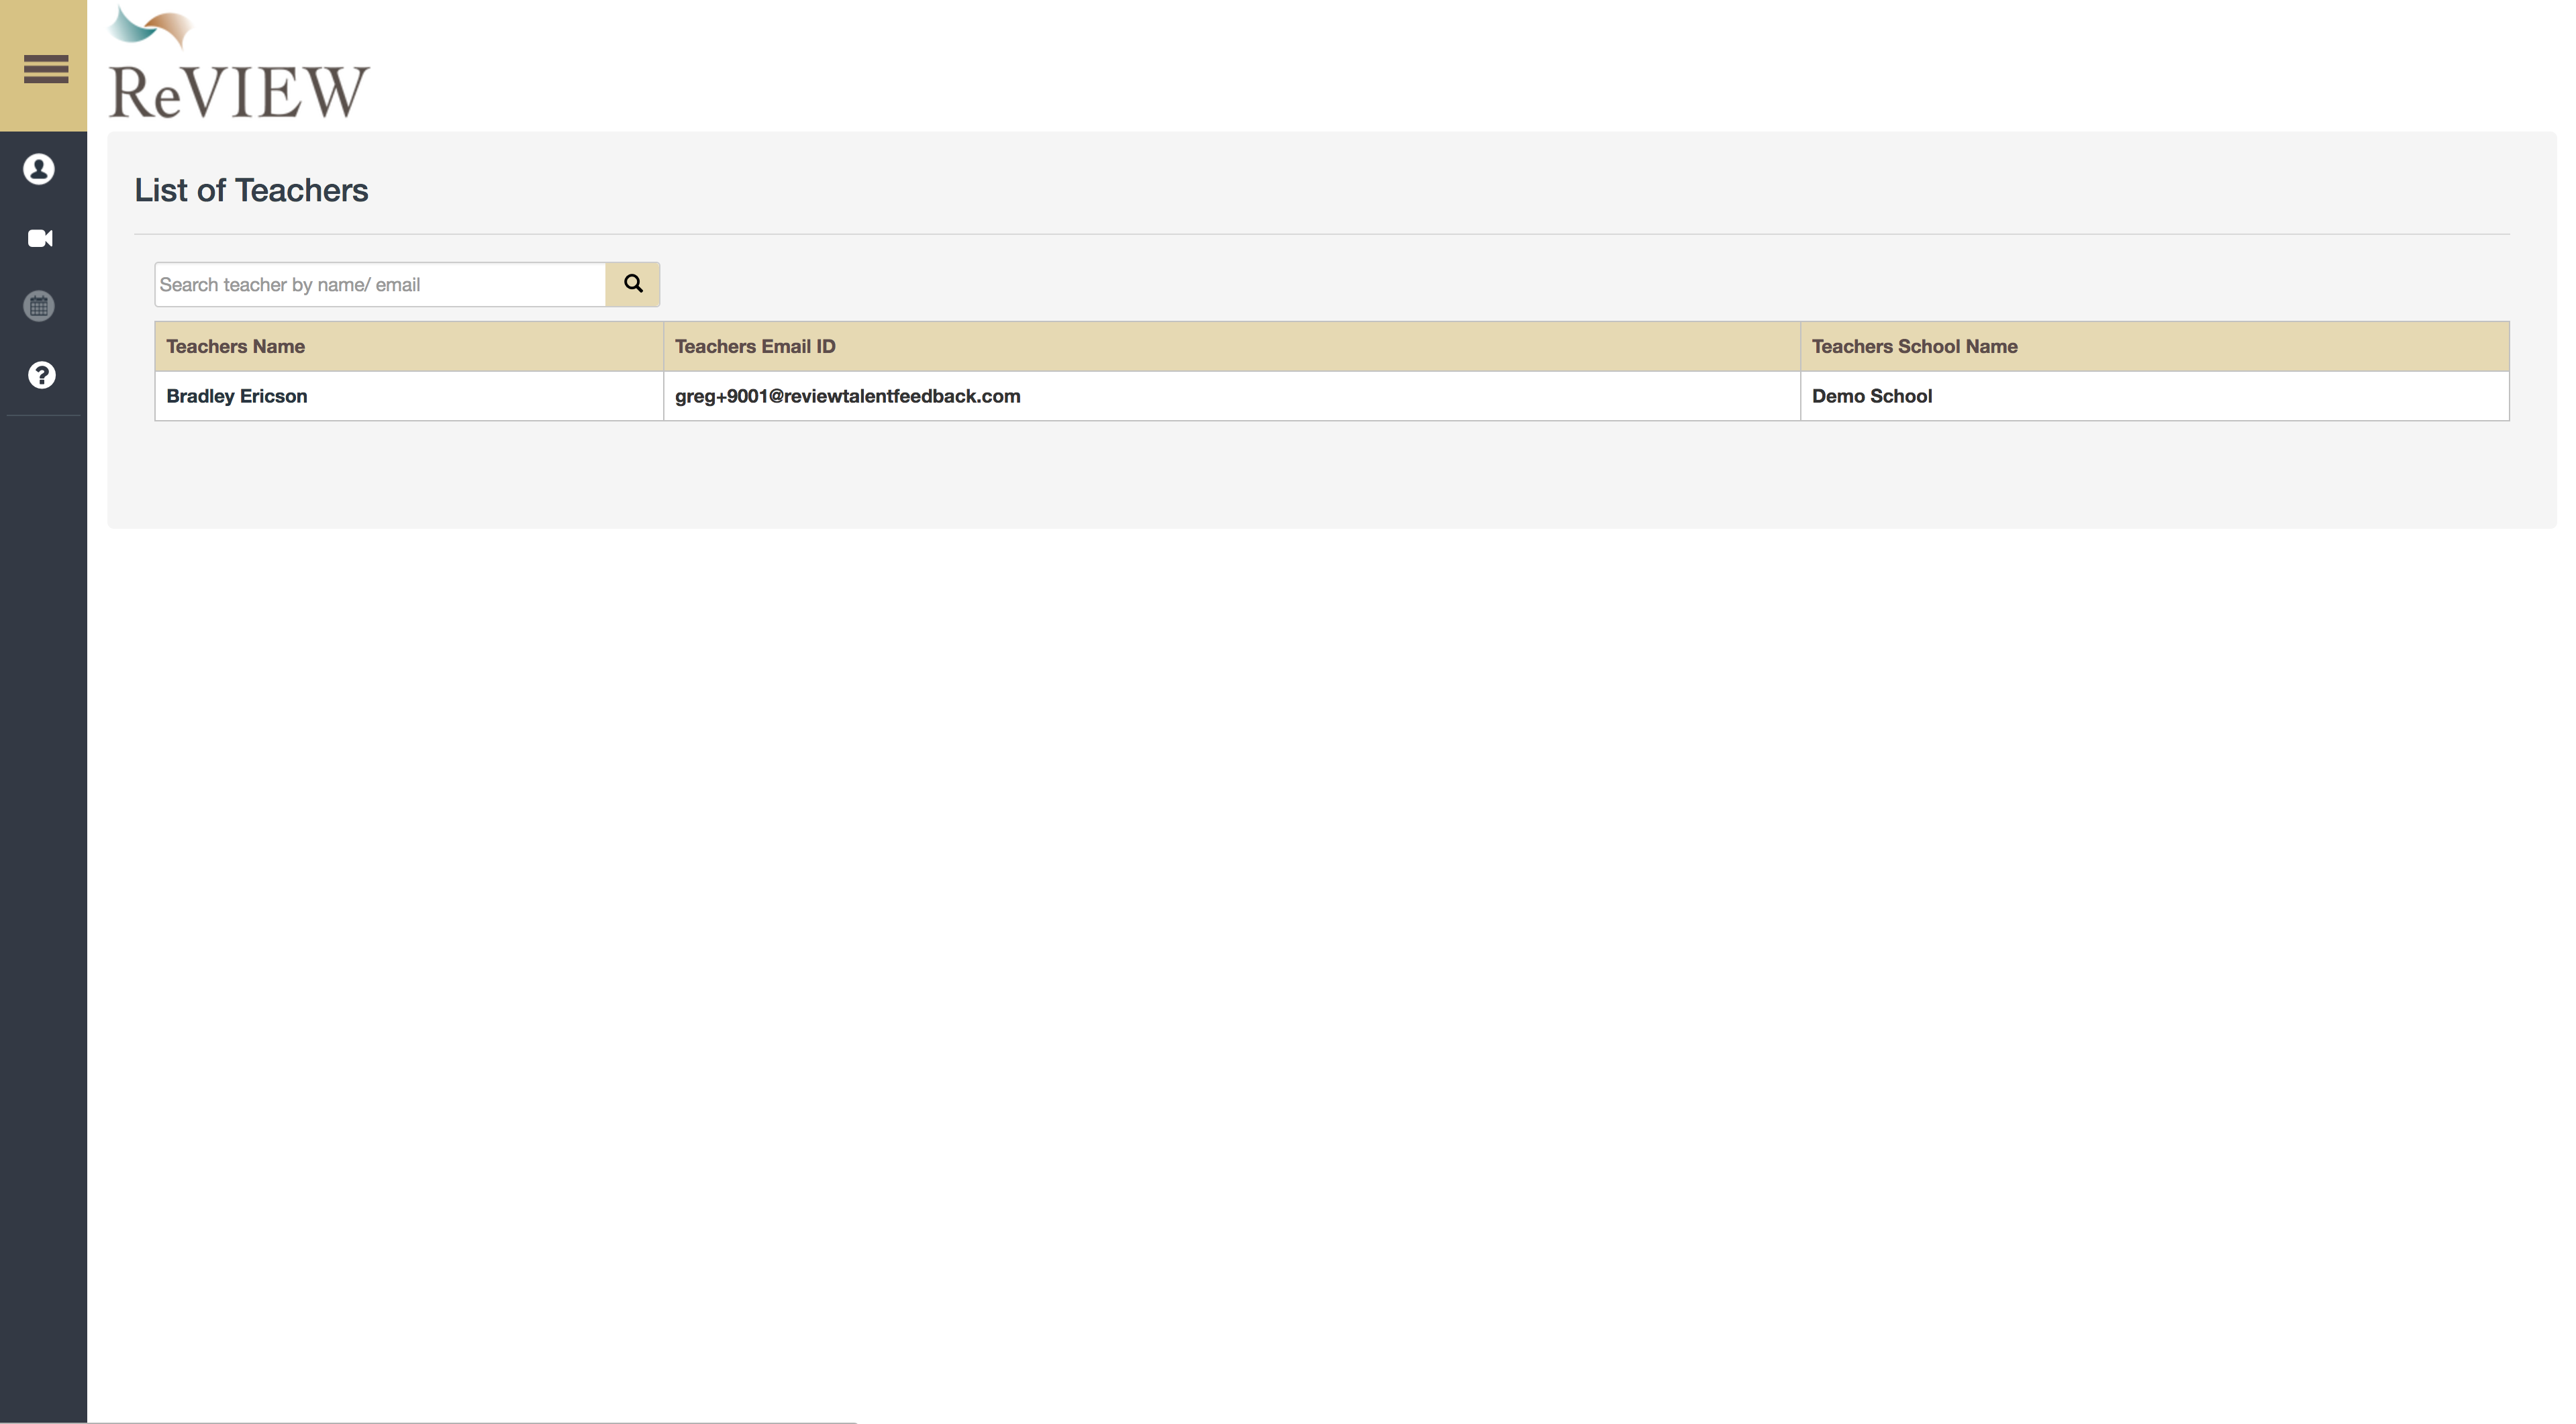 ReVIEW
List of Teachers
Search teacher by name/ email
Teachers Name Teachers Email ID Teachers School Name
Bradley Ericson greg+9001@reviewtalentfeedback.com Demo School